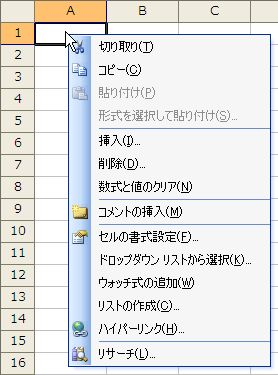 A B C
1
2
3
4
5
6
7
8
9
10
11
12
13
14
15
16
切り取り(T)
コピー(C)
貼り付け(P)
形式を選択して貼り付け(S)...
挿入(I)...
削除(D)...
数式と値のクリア(N)
コメントの挿入(M)
セルの書式設定(F)...
ドロップダウン リストから選択(K)...
ウォッチ式の追加(W)
リストの作成(C)...
ハイパーリンク(H)...
リサーチ(L)...